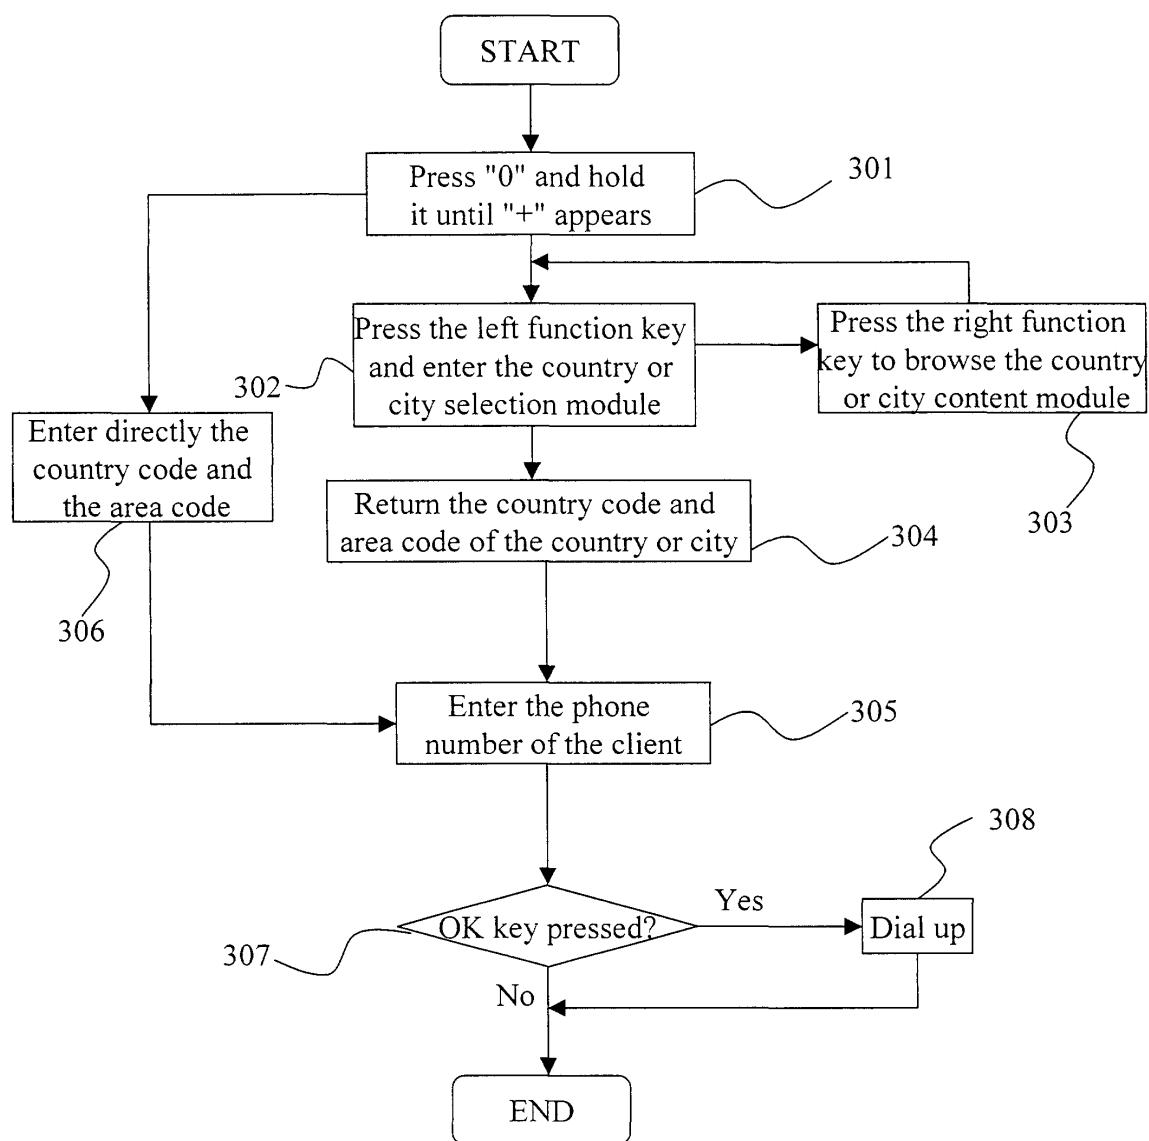 START
Press "0" and hold
it until "+" appears
301
Press the left function key
and enter the country or
city selection module
302
Press the right function
key to browse the country
or city content module
303
Enter directly the
country code and
the area code
306
Return the country code and
area code of the country or city
304
Enter the phone
number of the client
305
OK key pressed?
307
Yes
Dial up
308
No
END